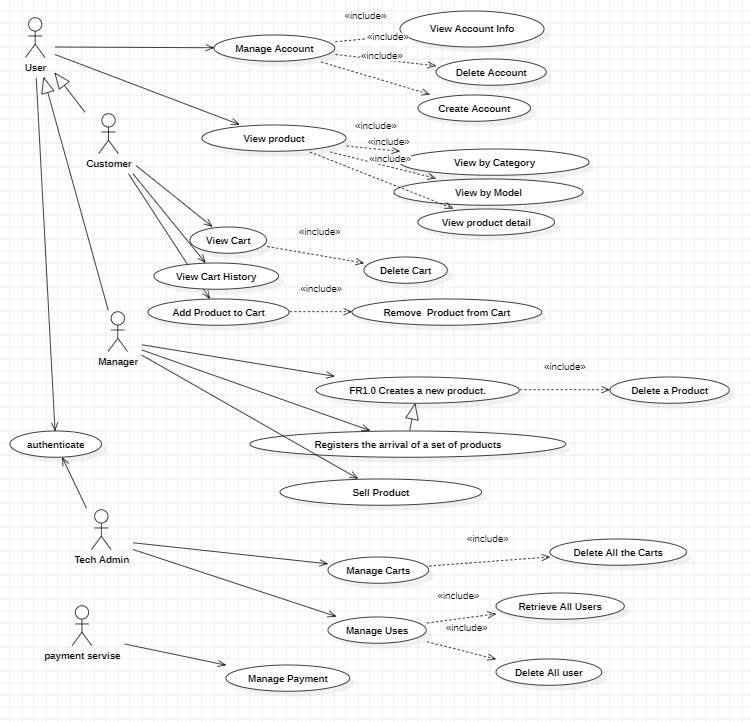 «include»
View Account Info
«include»
Manage Account
«include»
User
Delete Account
Create Account
«include»
View product
«include»
«include»
View by Category
Customer
View by Model
View product detail
«include»
View Cart
Delete Cart
View Cart History
«include»
Add Product to Cart
Remove  Product from Cart
Manager
«include»
FR1.0 Creates a new product.
Delete a Product
authenticate
Registers the arrival of a set of products
Sell Product
«include»
Delete All the Carts
Tech Admin
Manage Carts
«include»
Retrieve All Users
«include»
Manage Uses
payment servise
Delete All user
Manage Payment